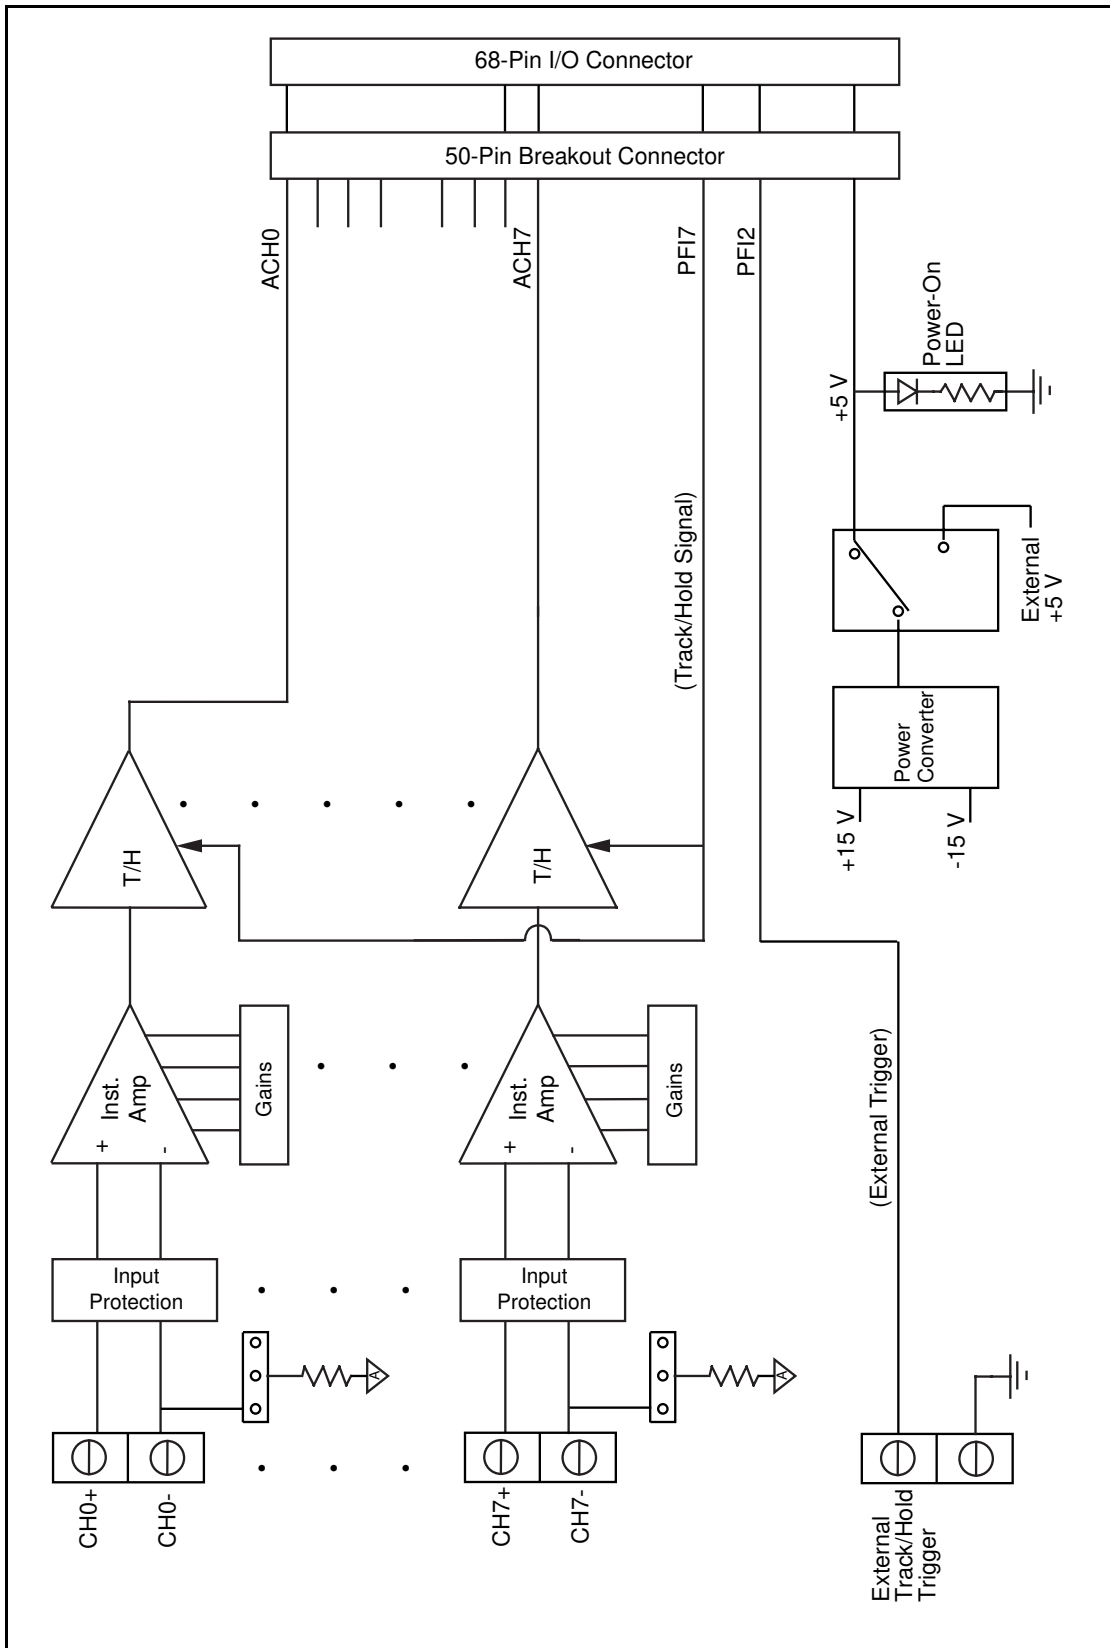 68-Pin I/O Connector
50-Pin Breakout Connector
ACH0
ACH7
PFI7
PFI2
Power-On
LED
+5 V
(Track/Hold Signal)
External
+5 V
Power
Converter
+15 V
-15 V
T/H
T/H
Inst.
Amp
+
-
Gains
Inst.
Amp
+
-
Gains
(External Trigger)
Input
Protection
Input
Protection
A
A
CH0+
CH0-
CH7+
CH7-
External
Track/Hold
Trigger